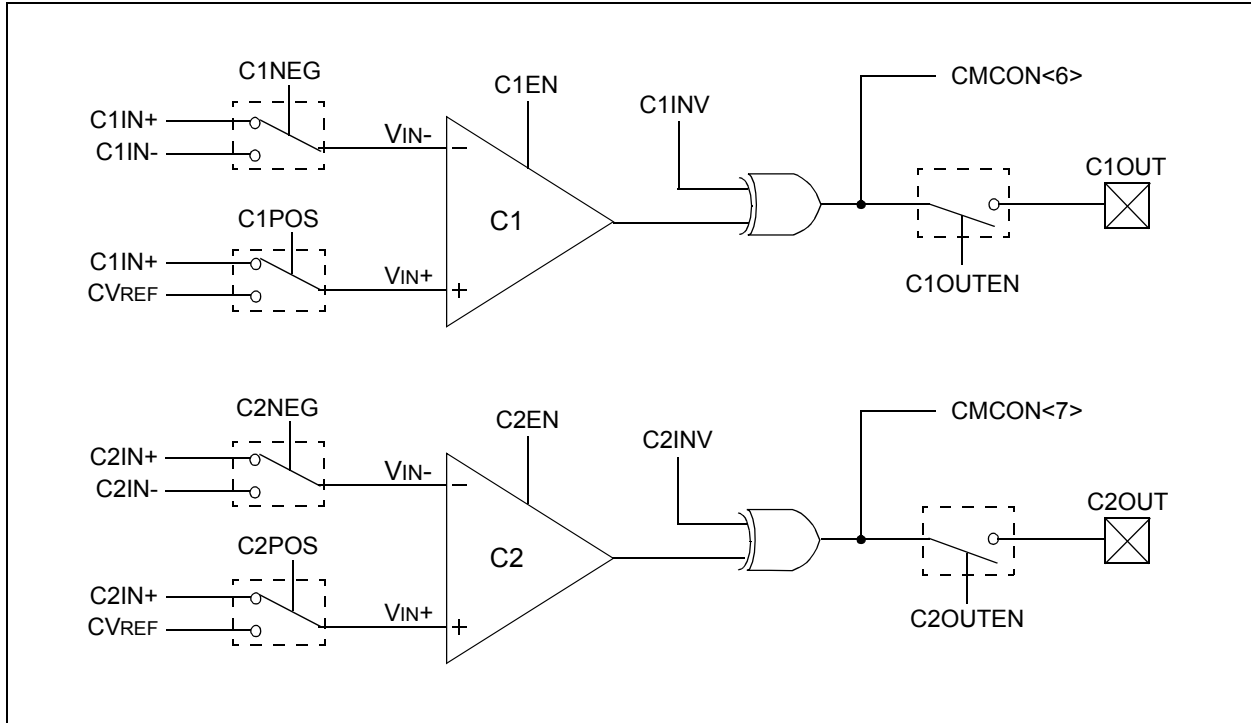 C1NEG
C1EN
CMCON<6>
C1INV
C1IN+
C1IN-
VIN-
−
C1OUT
C1POS
C1
C1IN+
CVREF
VIN+
+
C1OUTEN
C2NEG
C2EN
CMCON<7>
C2INV
C2IN+
C2IN-
VIN-
−
C2OUT
C2POS
C2
C2IN+
CVREF
VIN+
+
C2OUTEN